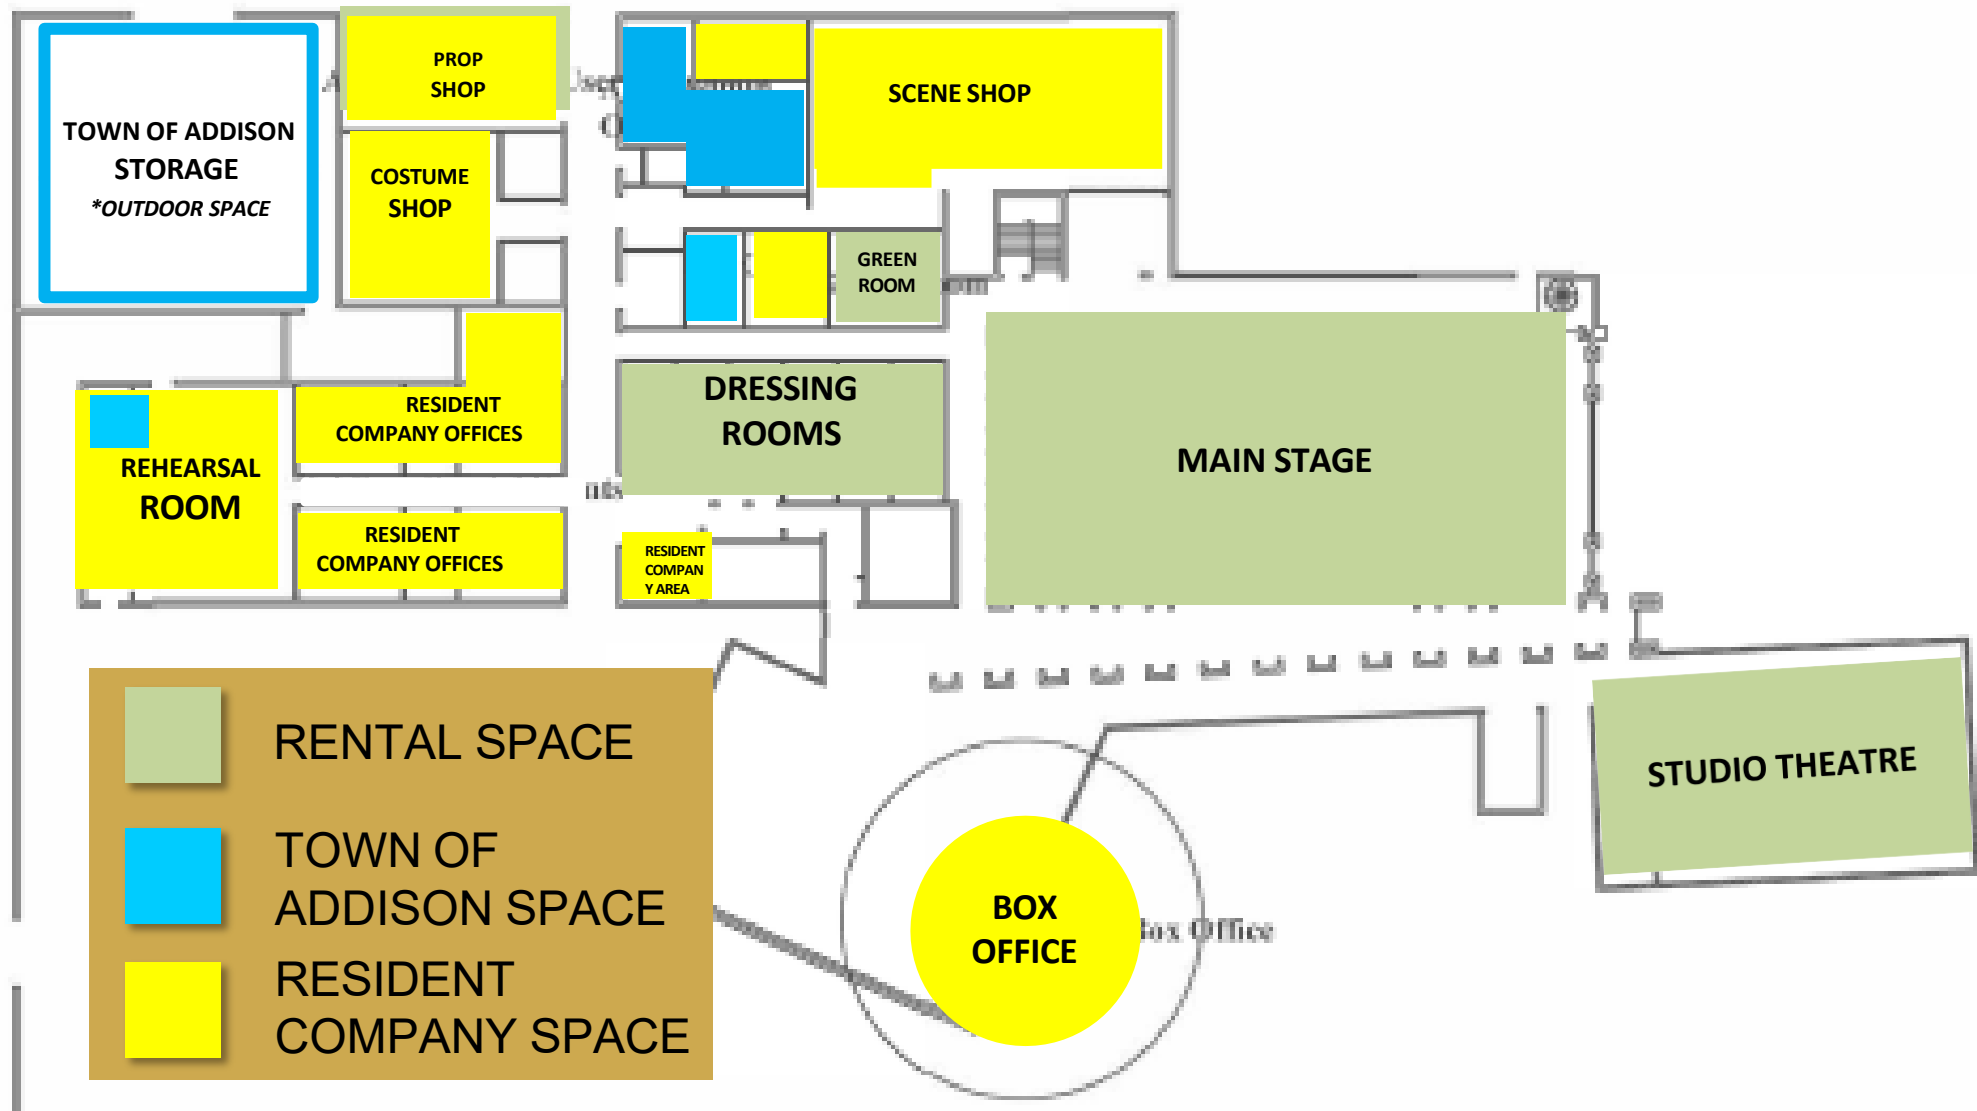 PROP
SHOP
SCENE SHOP
TOWN OF ADDISON
STORAGE
*OUTDOOR SPACE
COSTUME
SHOP
GREEN
ROOM
DRESSING
ROOMS
RESIDENT
COMPANY OFFICES
MAIN STAGE
REHEARSAL
ROOM
RESIDENT
COMPANY OFFICES
RESIDENT
COMPAN
Y AREA
RENTAL SPACE
STUDIO THEATRE
TOWN OF
ADDISON SPACE
BOX
OFFICE
Box Office
RESIDENT
COMPANY SPACE